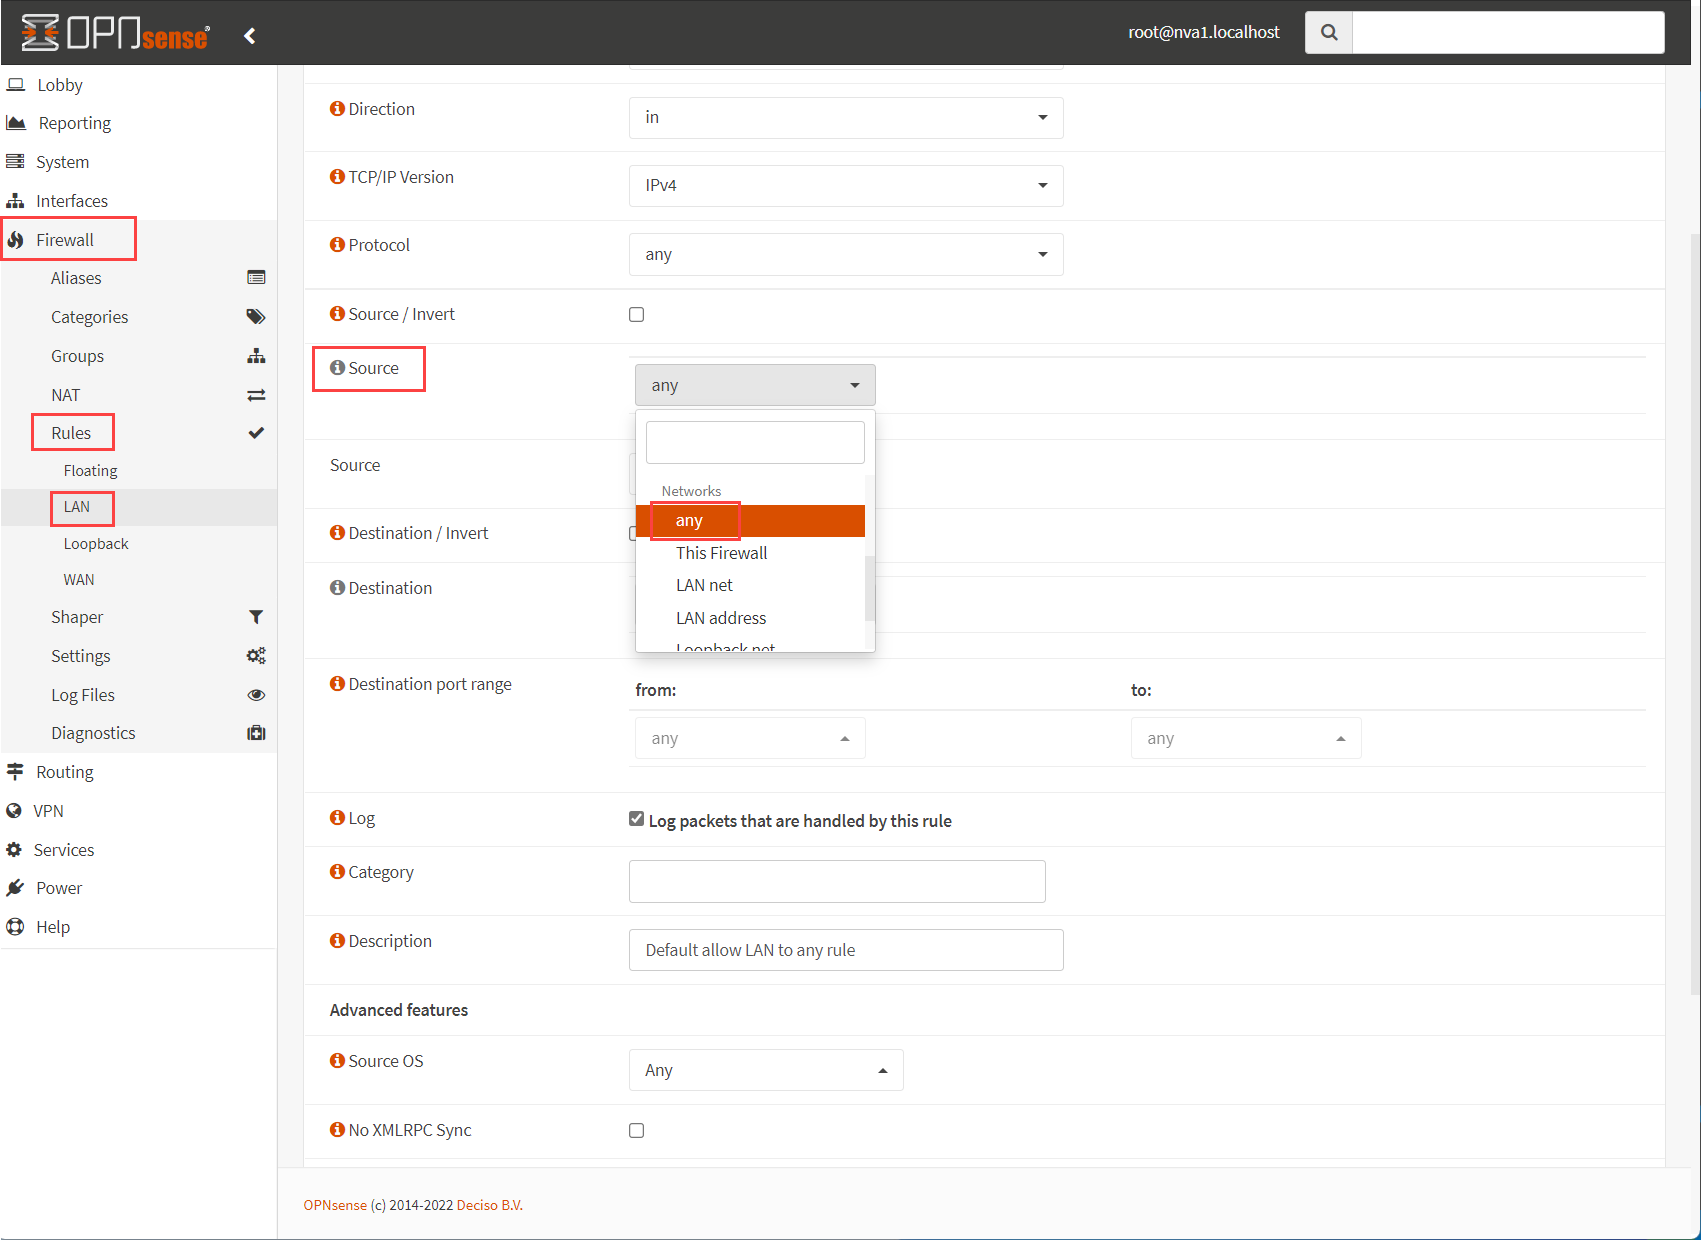 OPNsense®
root@nva1.localhost
Lobby
Reporting
System
Interfaces
Firewall
Aliases
Categories
Groups
NAT
Rules
Floating
LAN
Loopback
WAN
Shaper
Settings
Log Files
Diagnostics
Routing
VPN
Services
Power
Help
Direction
in
TCP/IP Version
IPv4
Protocol
any
Source / Invert
Source
any
Networks
any
This Firewall
LAN net
LAN address
Loopback net
Source
Destination / Invert
Destination
Destination port range
from: to:
any any
Log
Log packets that are handled by this rule
Category
Description
Default allow LAN to any rule
Advanced features
Source OS
Any
No XMLRPC Sync
OPNsense (c) 2014-2022 Deciso B.V.